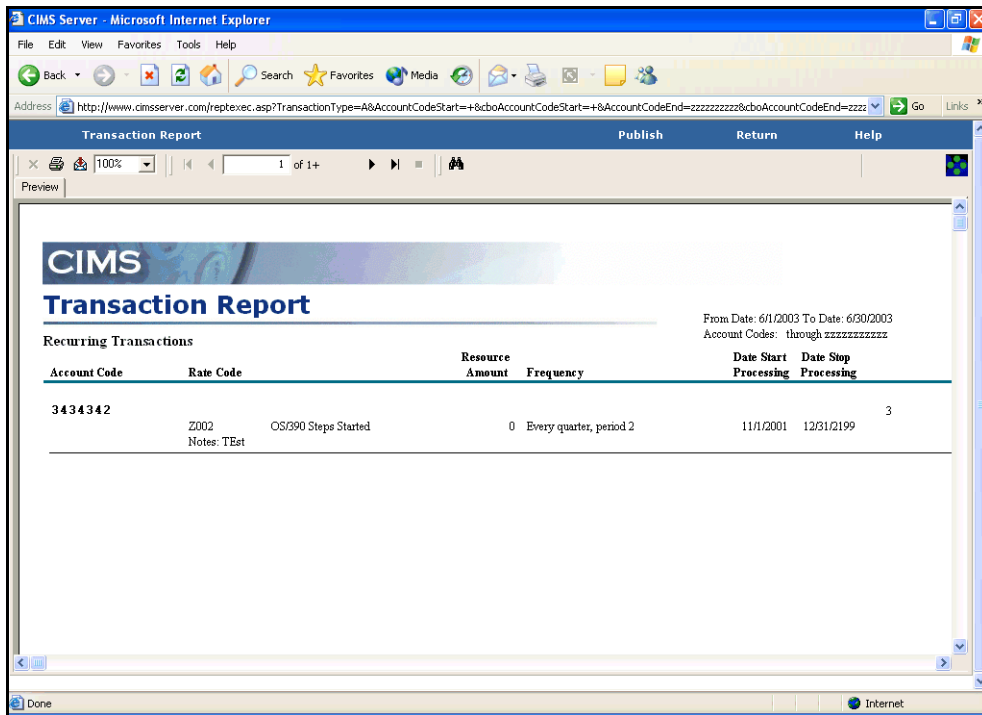 CIMS Server - Microsoft Internet Explorer
File Edit View Favorites Tools Help
Back Search Favorites Media
Address http://www.cimsserver.com/reptexec.asp?TransactionType=A&AccountCodeStart=+&cboAccountCodeStart=+&AccountCodeEnd=zzzzzzzzzz&cboAccountCodeEnd=zzzz Go Links
Transaction Report Publish Return Help
100% 1 of 1+
Preview
CIMS
Transaction Report
From Date: 6/1/2003 To Date: 6/30/2003
Account Codes: through zzzzzzzzzzz
Recurring Transactions
Account Code Rate Code Resource Amount Frequency Date Start Processing Date Stop Processing
3434342 3
Z002 OS/390 Steps Started 0 Every quarter, period 2 11/1/2001 12/31/2199
Notes: TEst
Done Internet